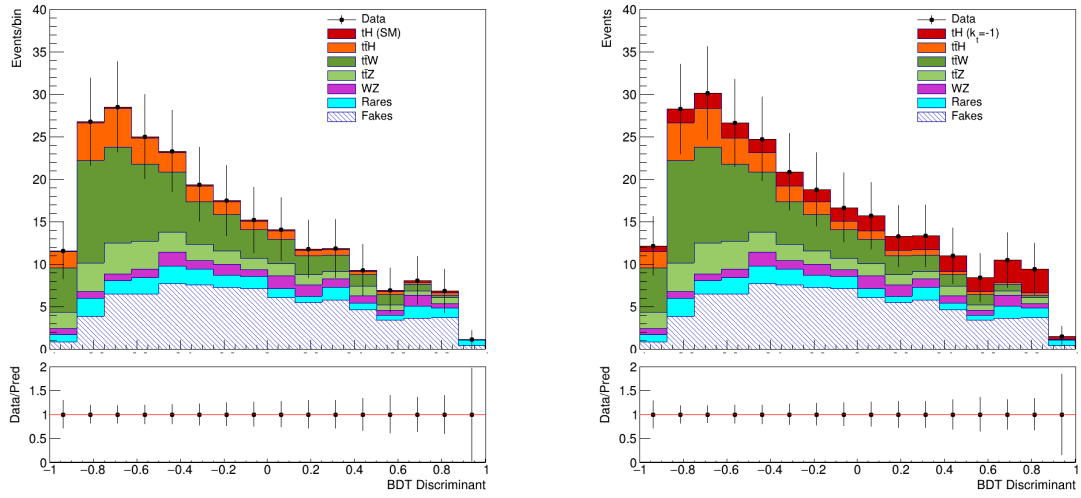 Events/bin
40
35
30
25
20
15
10
5
0
Data
tH (SM)
tt̄H
tt̄W
tt̄Z
WZ
Rares
Fakes
Data/Pred
2
1.5
1
0.5
0
−1 −0.8 −0.6 −0.4 −0.2 0 0.2 0.4 0.6 0.8 1
BDT Discriminant
Events
40
35
30
25
20
15
10
5
0
Data
tH (k_t=-1)
tt̄H
tt̄W
tt̄Z
WZ
Rares
Fakes
Data/Pred
2
1.5
1
0.5
0
−1 −0.8 −0.6 −0.4 −0.2 0 0.2 0.4 0.6 0.8 1
BDT Discriminant